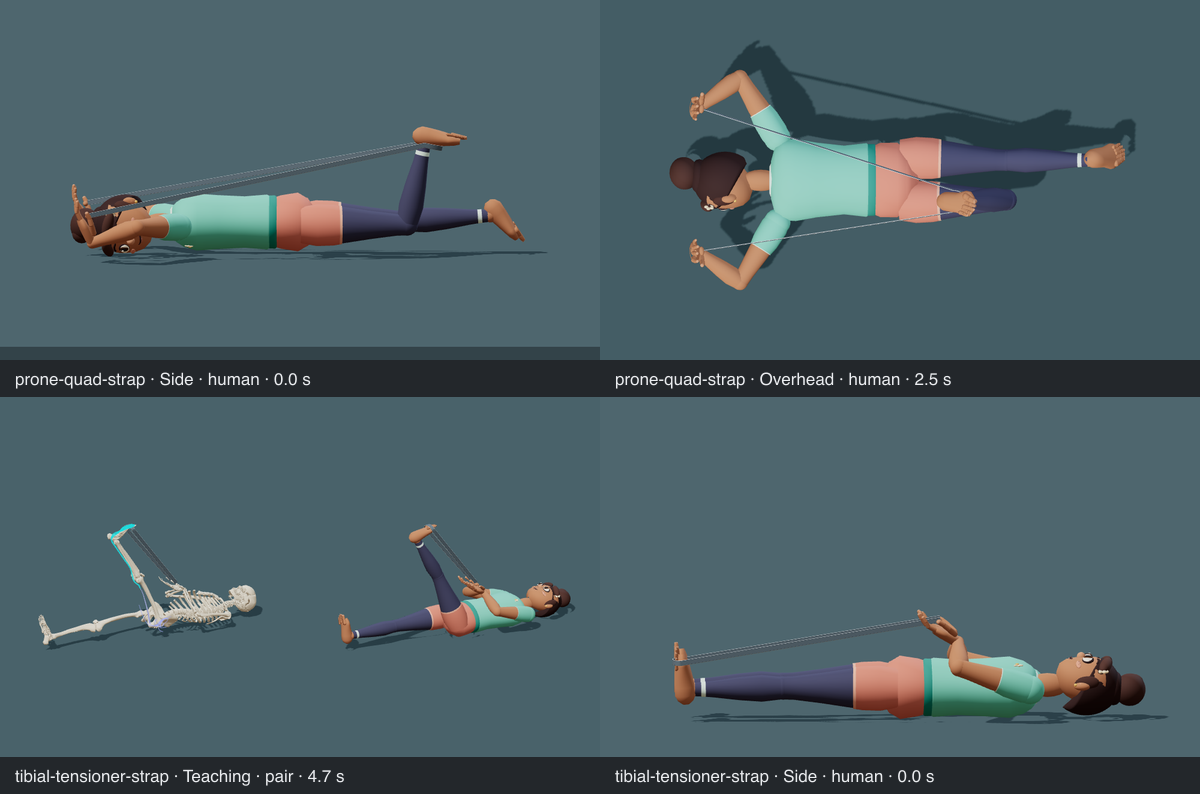 prone-quad-strap · Side · human · 0.0 s
prone-quad-strap · Overhead · human · 2.5 s
tibial-tensioner-strap · Teaching · pair · 4.7 s
tibial-tensioner-strap · Side · human · 0.0 s